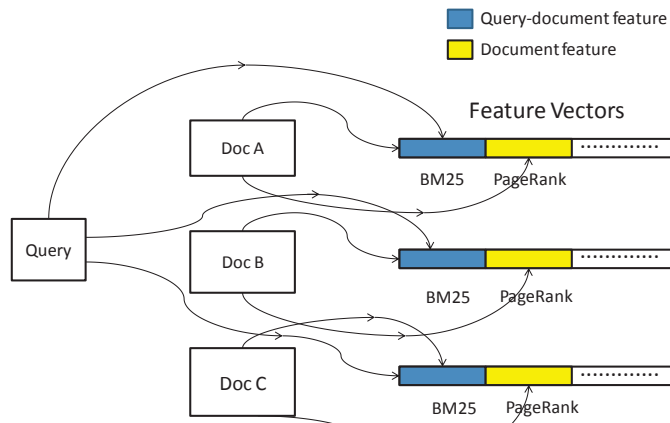 Query-document feature
Document feature
Feature Vectors
Doc A
BM25 PageRank
Query
Doc B
BM25 PageRank
Doc C
BM25 PageRank